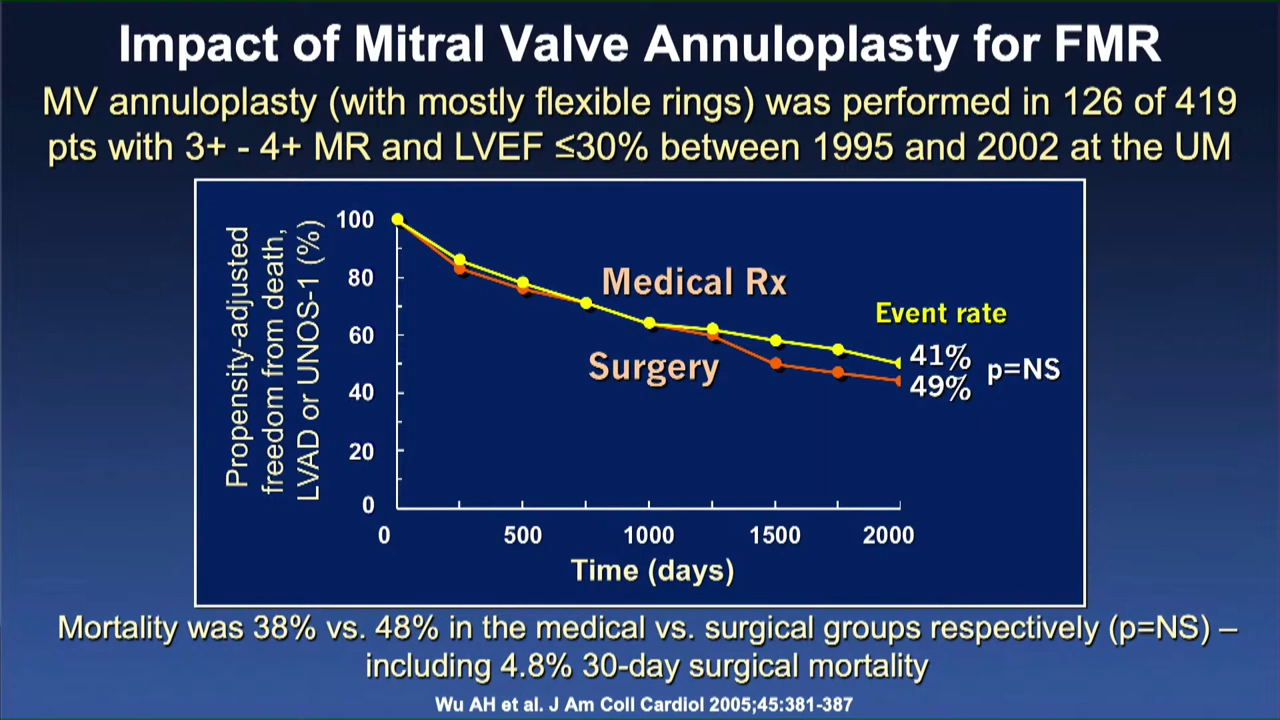 Impact of Mitral Valve Annuloplasty for FMR
MV annuloplasty (with mostly flexible rings) was performed in 126 of 419
pts with 3+ - 4+ MR and LVEF ≤30% between 1995 and 2002 at the UM
Propensity-adjusted
freedom from death,
LVAD or UNOS-1 (%)
100
80
60
40
20
0
Medical Rx
Surgery
Event rate
41%
49%
p=NS
0 500 1000 1500 2000
Time (days)
Mortality was 38% vs. 48% in the medical vs. surgical groups respectively (p=NS) –
including 4.8% 30-day surgical mortality
Wu AH et al. J Am Coll Cardiol 2005;45:381-387